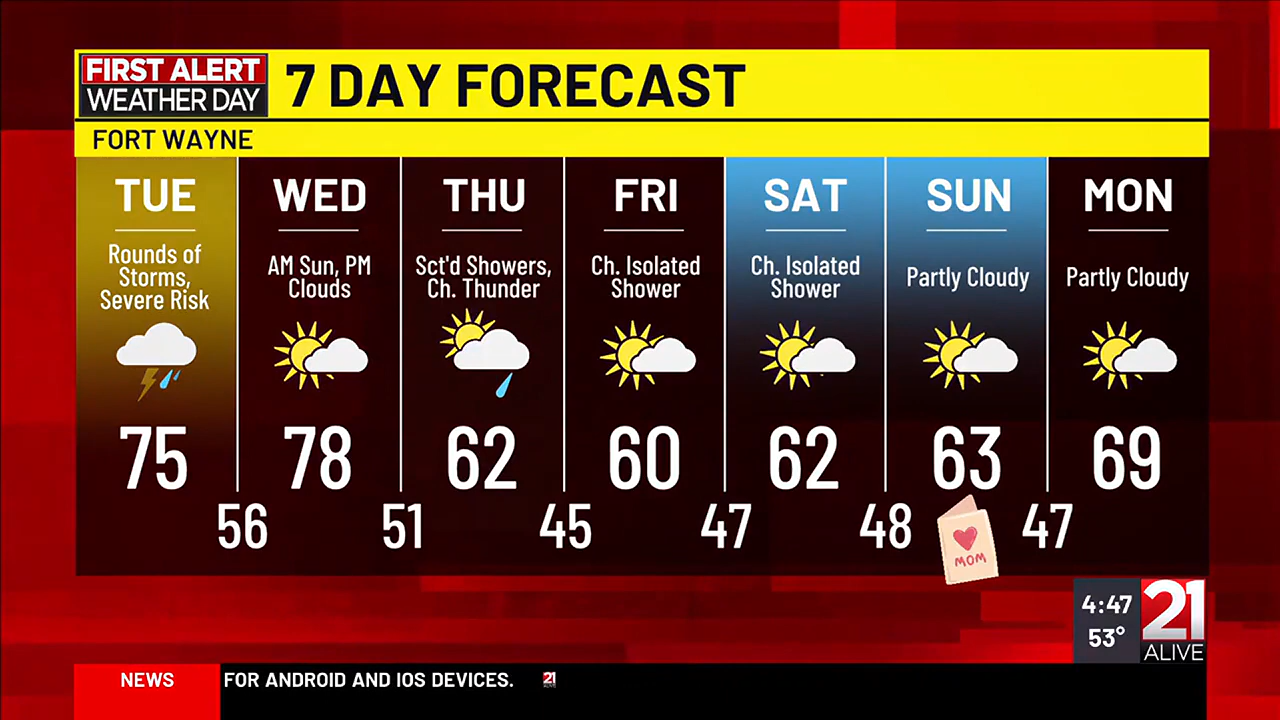 FIRST ALERT
WEATHER DAY
7 DAY FORECAST
FORT WAYNE
TUE
Rounds of
Storms,
Severe Risk
75
WED
AM Sun, PM
Clouds
78
THU
Sct'd Showers,
Ch. Thunder
62
FRI
Ch. Isolated
Shower
60
SAT
Ch. Isolated
Shower
62
SUN
Partly Cloudy
63
MON
Partly Cloudy
69
56
51
45
47
48
47
MOM
4:47
53°
21
ALIVE
NEWS
FOR ANDROID AND IOS DEVICES.
21
ALIVE